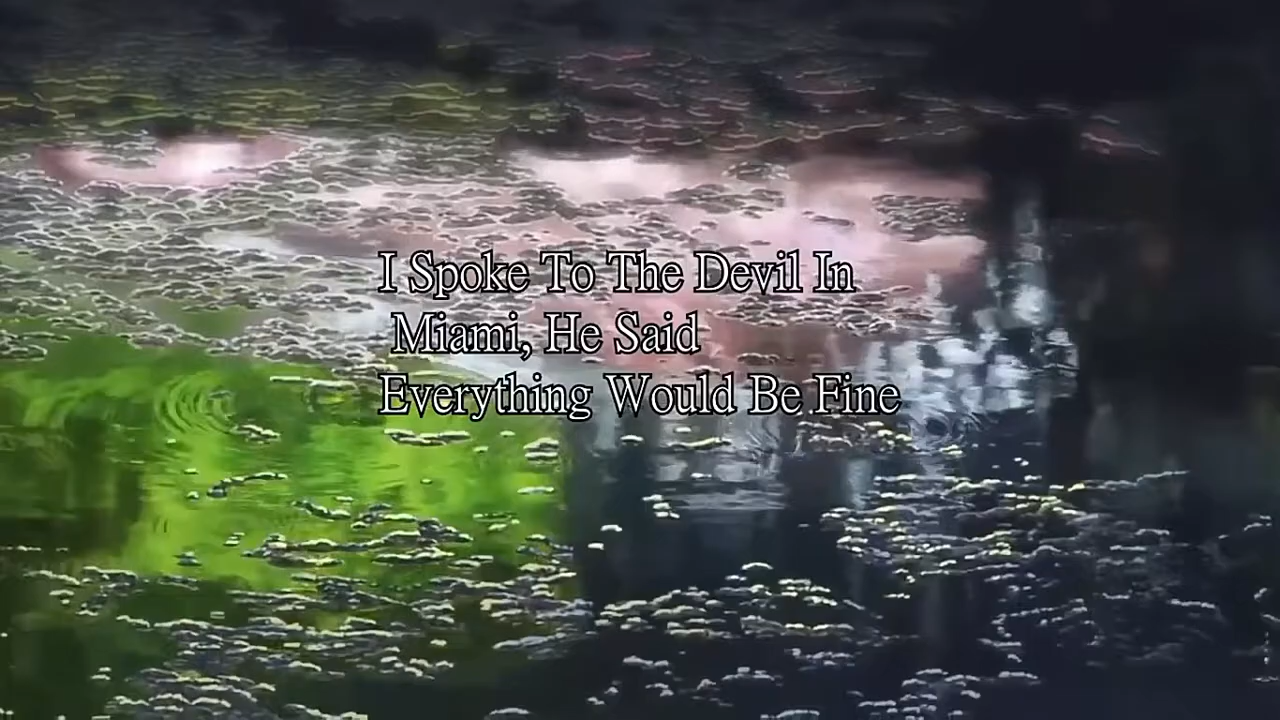 I Spoke To The Devil In
Miami, He Said
Everything Would Be Fine